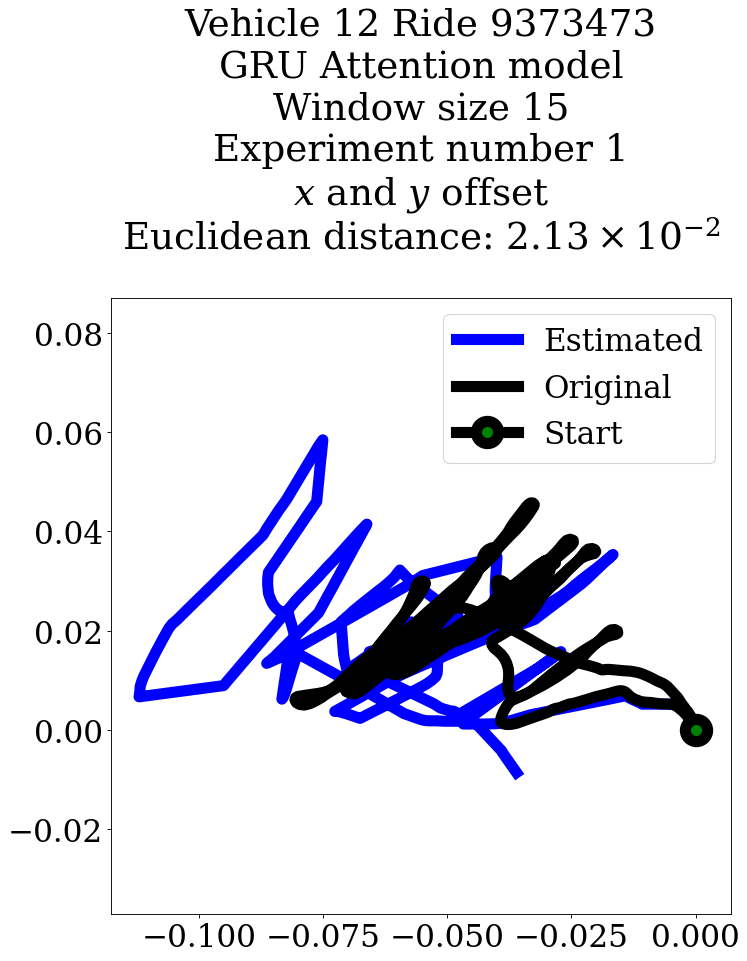 Vehicle 12 Ride 9373473
GRU Attention model
Window size 15
Experiment number 1
x and y offset
Euclidean distance: 2.13 × 10⁻²
Estimated
Original
Start
0.08
0.06
0.04
0.02
0.00
−0.02
−0.100 −0.075 −0.050 −0.025 0.000